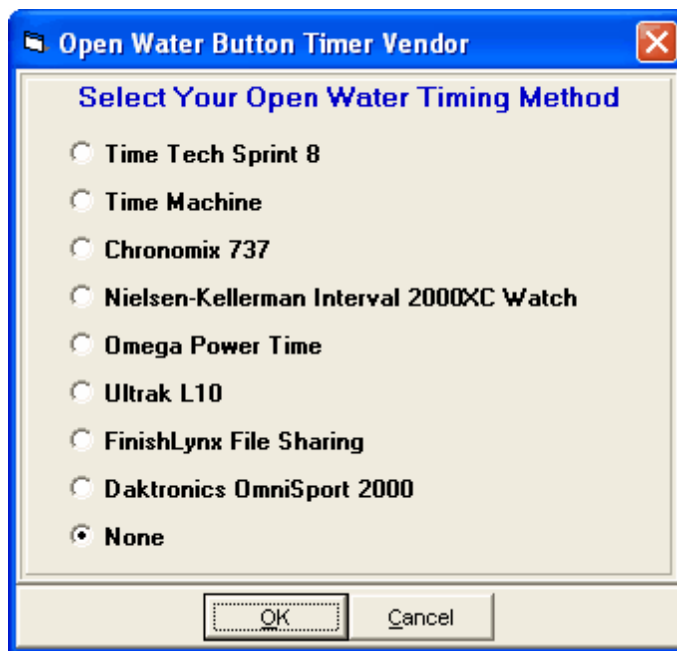 Open Water Button Timer Vendor
Select Your Open Water Timing Method
Time Tech Sprint 8
Time Machine
Chronomix 737
Nielsen-Kellerman Interval 2000XC Watch
Omega Power Time
Ultrak L10
FinishLynx File Sharing
Daktronics OmniSport 2000
None
OK
Cancel